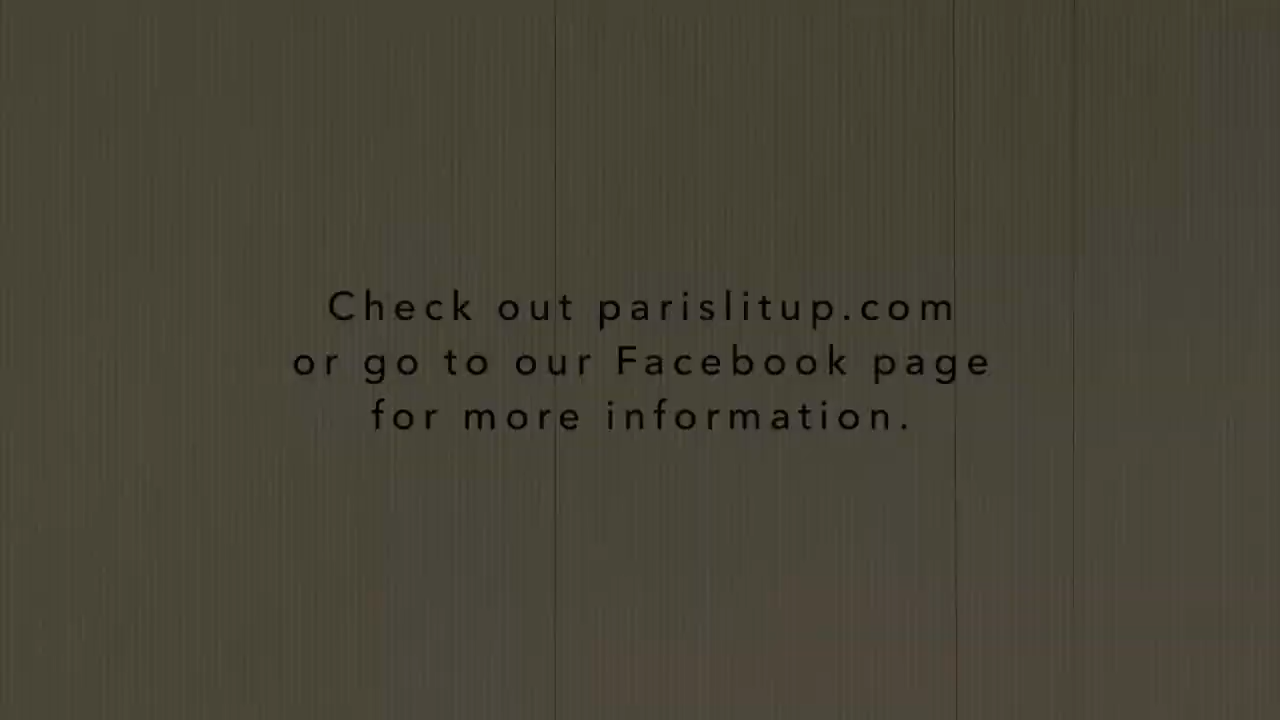 Check out parislitup.com
or go to our Facebook page
for more information.